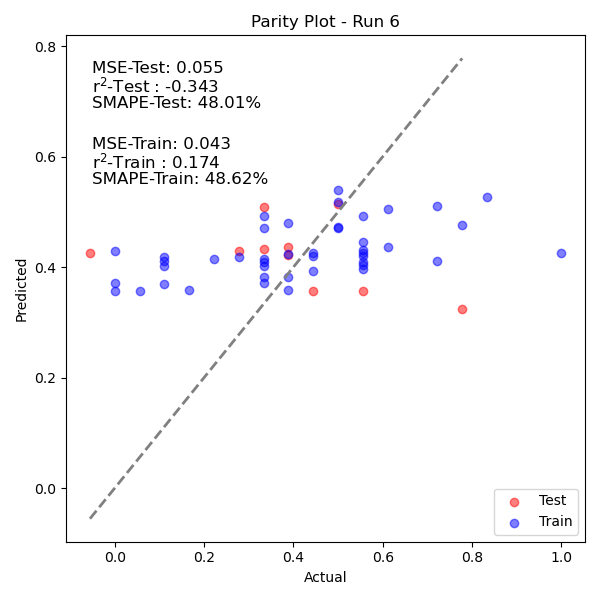 Parity Plot - Run 6
MSE-Test: 0.055
r²-Test : -0.343
SMAPE-Test: 48.01%
MSE-Train: 0.043
r²-Train : 0.174
SMAPE-Train: 48.62%
0.8
0.6
0.4
0.2
0.0
Predicted
Test
Train
0.0 0.2 0.4 0.6 0.8 1.0
Actual